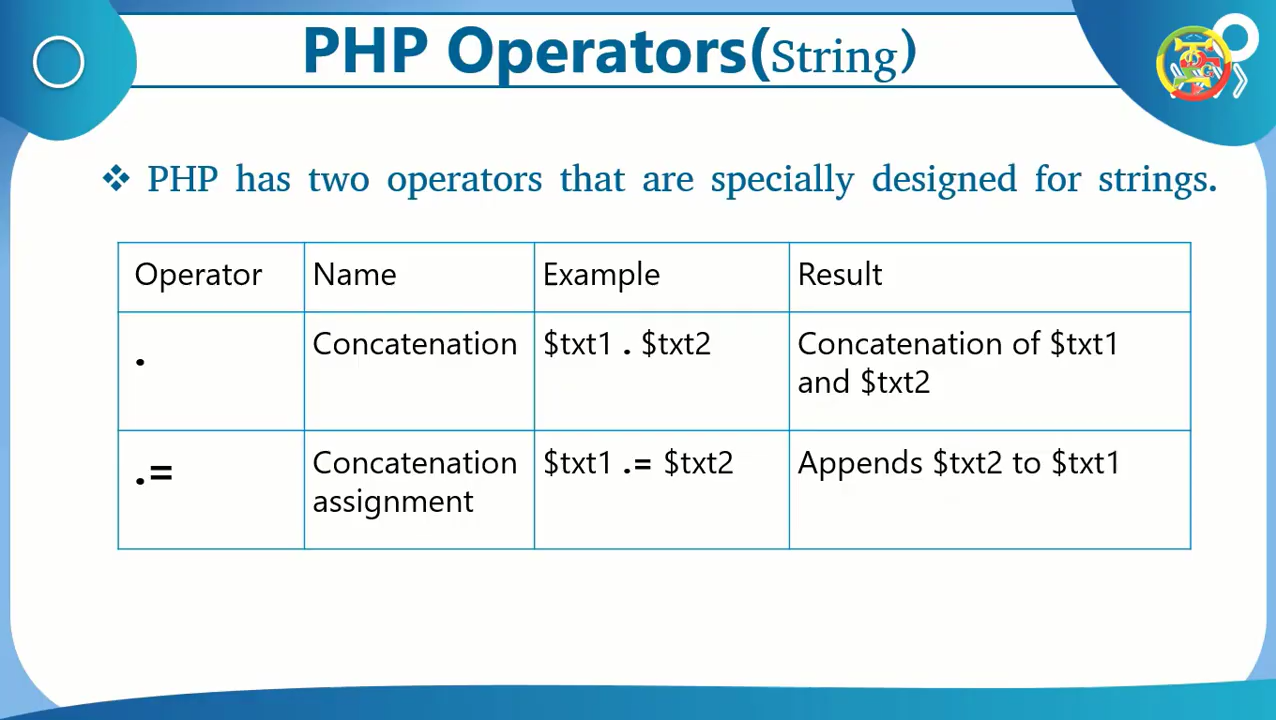 PHP Operators(String)
❖ PHP has two operators that are specially designed for strings.
Operator Name Example Result
. Concatenation $txt1 . $txt2 Concatenation of $txt1
and $txt2
.= Concatenation $txt1 .= $txt2 Appends $txt2 to $txt1
assignment